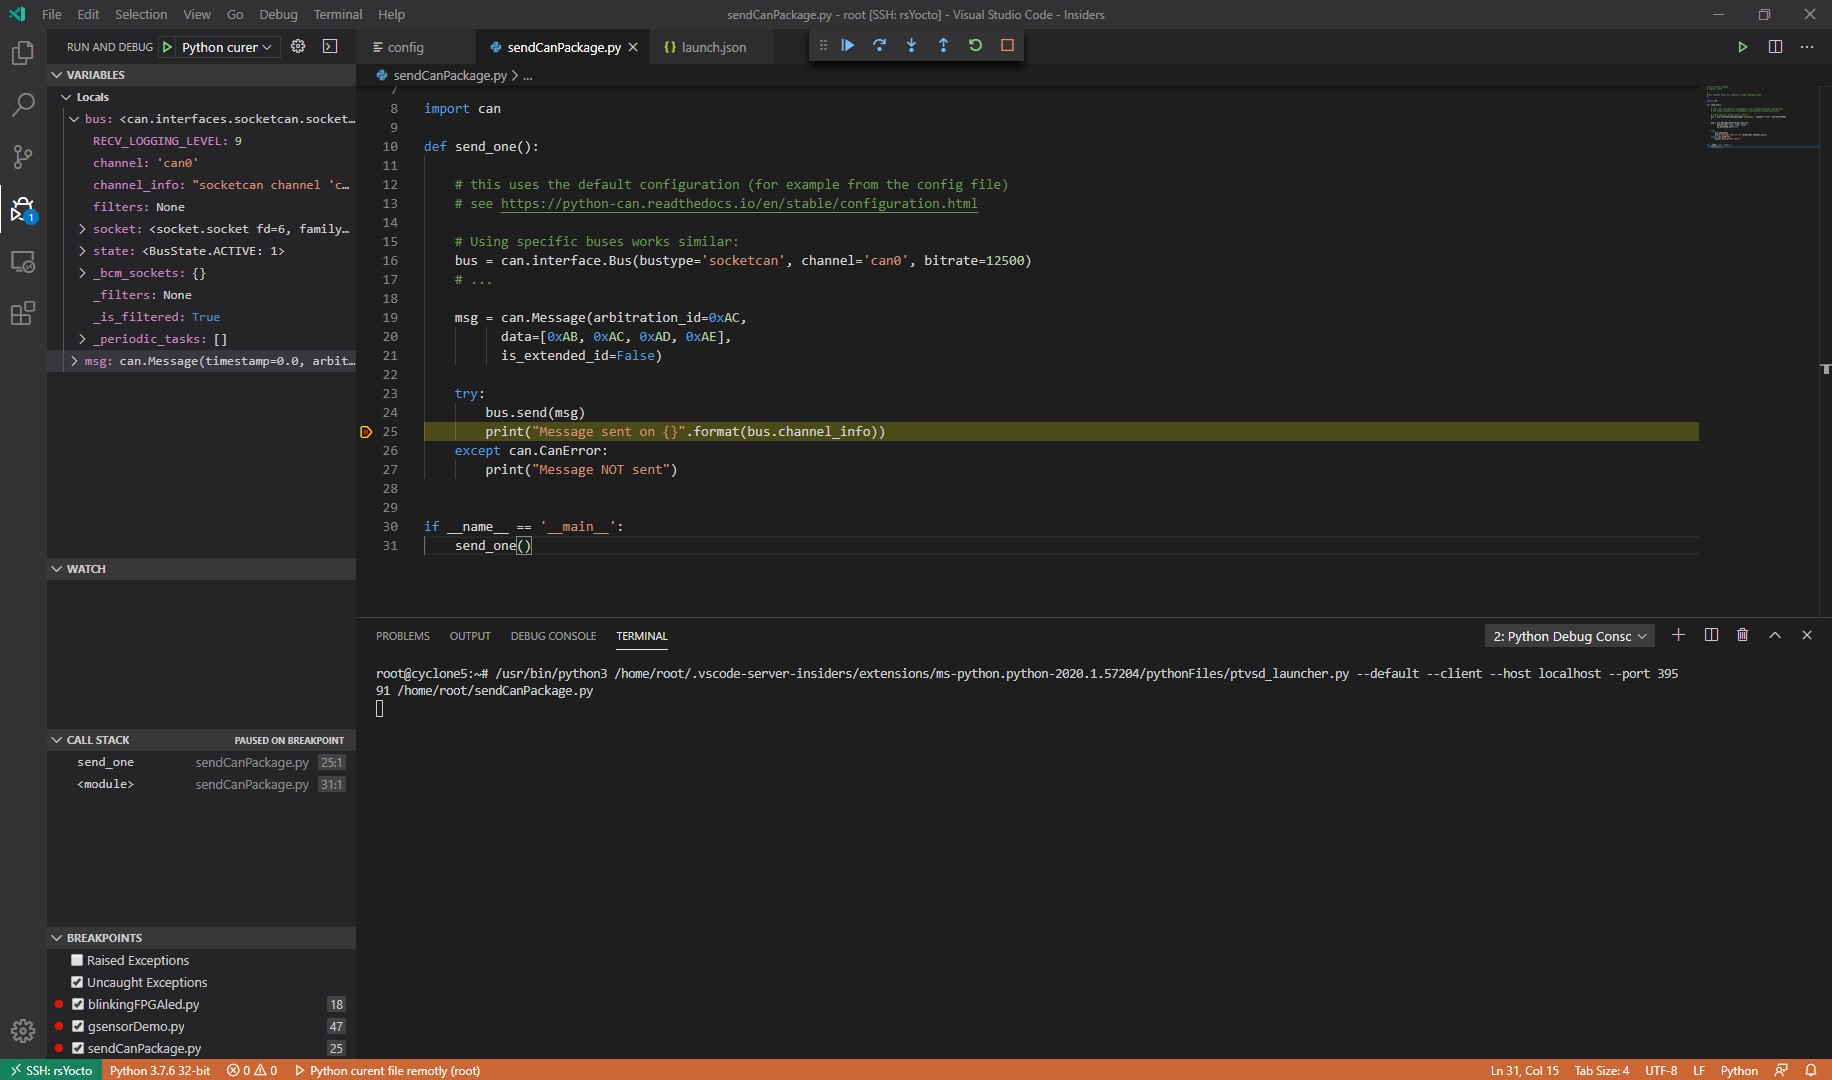 File Edit Selection View Go Debug Terminal Help
sendCanPackage.py - root [SSH: rsYocto] - Visual Studio Code - Insiders
RUN AND DEBUG Python curer
config sendCanPackage.py launch.json
sendCanPackage.py > ...
VARIABLES
Locals
bus: <can.interfaces.socketcan.socket...
RECV_LOGGING_LEVEL: 9
channel: 'can0'
channel_info: "socketcan channel 'c...
filters: None
socket: <socket.socket fd=6, family...
state: <BusState.ACTIVE: 1>
_bcm_sockets: {}
_filters: None
_is_filtered: True
_periodic_tasks: []
msg: can.Message(timestamp=0.0, arbit...
1
WATCH
CALL STACK PAUSED ON BREAKPOINT
send_one sendCanPackage.py 25:1
<module> sendCanPackage.py 31:1
BREAKPOINTS
Raised Exceptions
Uncaught Exceptions
blinkingFPGAled.py 18
gsensorDemo.py 47
sendCanPackage.py 25
7
8 import can
9
10 def send_one():
11
12 # this uses the default configuration (for example from the config file)
13 # see https://python-can.readthedocs.io/en/stable/configuration.html
14
15 # Using specific buses works similar:
16 bus = can.interface.Bus(bustype='socketcan', channel='can0', bitrate=12500)
17 # ...
18
19 msg = can.Message(arbitration_id=0xAC,
20 data=[0xAB, 0xAC, 0xAD, 0xAE],
21 is_extended_id=False)
22
23 try:
24 bus.send(msg)
25 print("Message sent on {}".format(bus.channel_info))
26 except can.CanError:
27 print("Message NOT sent")
28
29
30 if __name__ == '__main__':
31 send_one()
PROBLEMS OUTPUT DEBUG CONSOLE TERMINAL
2: Python Debug Consc
root@cyclone5:~# /usr/bin/python3 /home/root/.vscode-server-insiders/extensions/ms-python.python-2020.1.57204/pythonFiles/ptvsd_launcher.py --default --client --host localhost --port 395
91 /home/root/sendCanPackage.py
SSH: rsYocto Python 3.7.6 32-bit 0 0 Python curent file remotly (root)
Ln 31, Col 15 Tab Size: 4 UTF-8 LF Python